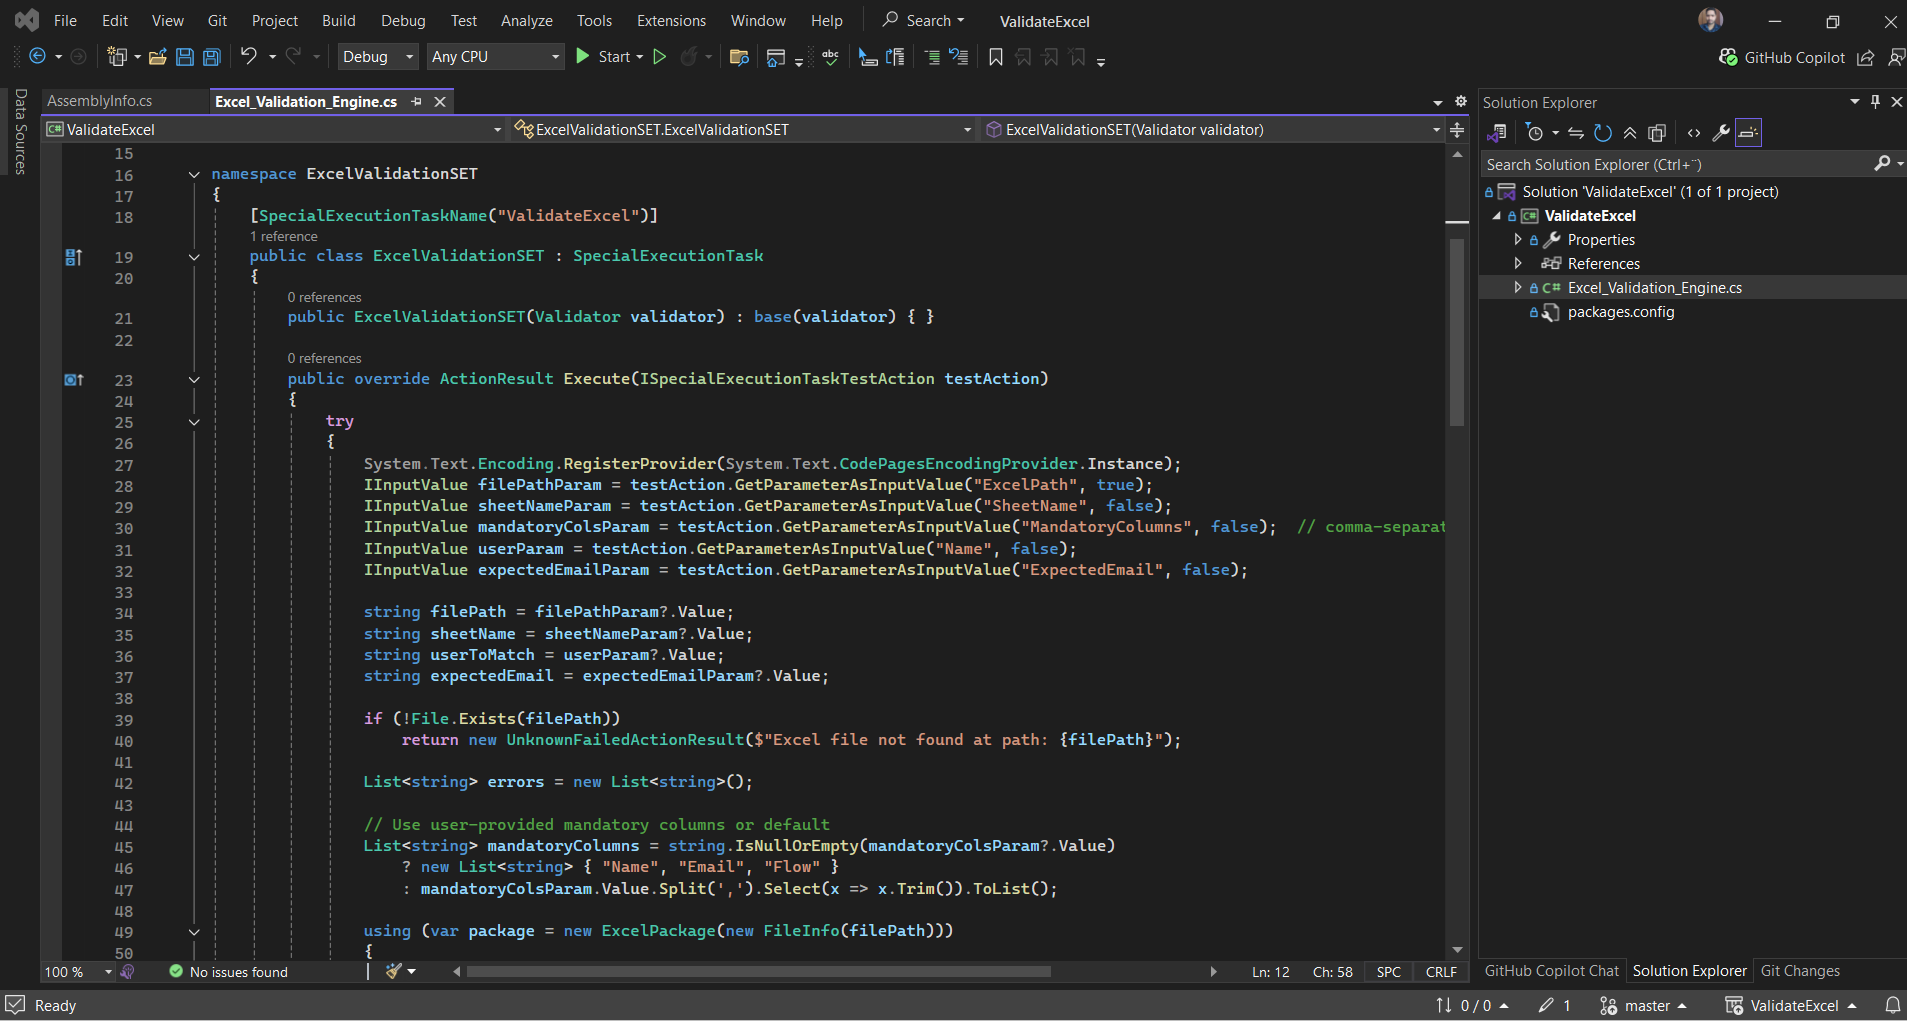 File Edit View Git Project Build Debug Test Analyze Tools Extensions Window Help Search ValidateExcel
Debug Any CPU Start GitHub Copilot
Data Sources
AssemblyInfo.cs Excel_Validation_Engine.cs
ValidateExcel ExcelValidationSET.ExcelValidationSET ExcelValidationSET(Validator validator)
15
16 namespace ExcelValidationSET
17 {
18 [SpecialExecutionTaskName("ValidateExcel")]
1 reference
19 public class ExcelValidationSET : SpecialExecutionTask
20 {
0 references
21 public ExcelValidationSET(Validator validator) : base(validator) { }
22
0 references
23 public override ActionResult Execute(ISpecialExecutionTaskTestAction testAction)
24 {
25 try
26 {
27 System.Text.Encoding.RegisterProvider(System.Text.CodePagesEncodingProvider.Instance);
28 IInputValue filePathParam = testAction.GetParameterAsInputValue("ExcelPath", true);
29 IInputValue sheetNameParam = testAction.GetParameterAsInputValue("SheetName", false);
30 IInputValue mandatoryColsParam = testAction.GetParameterAsInputValue("MandatoryColumns", false); // comma-separat
31 IInputValue userParam = testAction.GetParameterAsInputValue("Name", false);
32 IInputValue expectedEmailParam = testAction.GetParameterAsInputValue("ExpectedEmail", false);
33
34 string filePath = filePathParam?.Value;
35 string sheetName = sheetNameParam?.Value;
36 string userToMatch = userParam?.Value;
37 string expectedEmail = expectedEmailParam?.Value;
38
39 if (!File.Exists(filePath))
40 return new UnknownFailedActionResult($"Excel file not found at path: {filePath}");
41
42 List<string> errors = new List<string>();
43
44 // Use user-provided mandatory columns or default
45 List<string> mandatoryColumns = string.IsNullOrEmpty(mandatoryColsParam?.Value)
46 ? new List<string> { "Name", "Email", "Flow" }
47 : mandatoryColsParam.Value.Split(',').Select(x => x.Trim()).ToList();
48
49 using (var package = new ExcelPackage(new FileInfo(filePath)))
50 {
100 % No issues found Ln: 12 Ch: 58 SPC CRLF
Solution Explorer
Search Solution Explorer (Ctrl+¨)
Solution 'ValidateExcel' (1 of 1 project)
ValidateExcel
Properties
References
Excel_Validation_Engine.cs
packages.config
GitHub Copilot Chat Solution Explorer Git Changes
Ready 0 / 0 1 master ValidateExcel